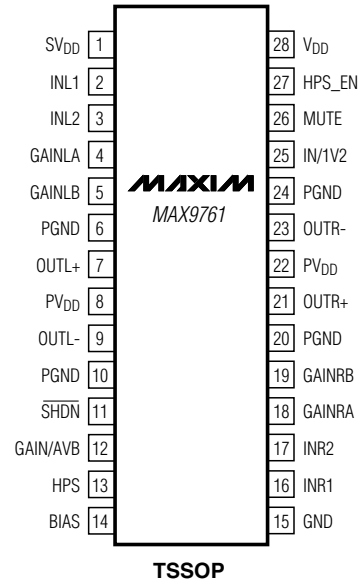 SVDD 1
INL1 2
INL2 3
GAINLA 4
GAINLB 5
PGND 6
OUTL+ 7
PVDD 8
OUTL- 9
PGND 10
SHDN 11
GAIN/AVB 12
HPS 13
BIAS 14
MAXIM
MAX9761
28 VDD
27 HPS_EN
26 MUTE
25 IN/1V2
24 PGND
23 OUTR-
22 PVDD
21 OUTR+
20 PGND
19 GAINRB
18 GAINRA
17 INR2
16 INR1
15 GND
TSSOP